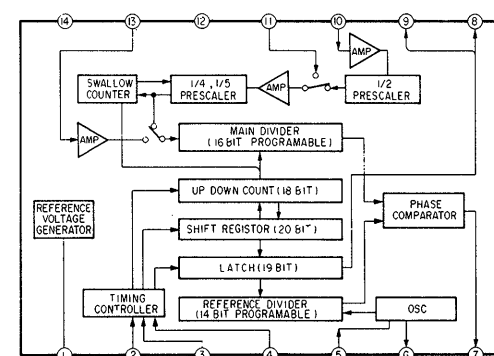 14 13 12 11 10 9 8
AMP
SWALLOW
COUNTER
1/4 , 1/5
PRESCALER
AMP
1/2
PRESCALER
AMP
MAIN DIVIDER
(16 BIT PROGRAMABLE)
UP DOWN COUNT (18 BIT)
REFERENCE
VOLTAGE
GENERATOR
SHIFT REGISTOR (20 BIT)
PHASE
COMPARATOR
LATCH (19 BIT)
TIMING
CONTROLLER
REFERENCE DIVIDER
(14 BIT PROGRAMABLE)
OSC
1 2 3 4 5 6 7